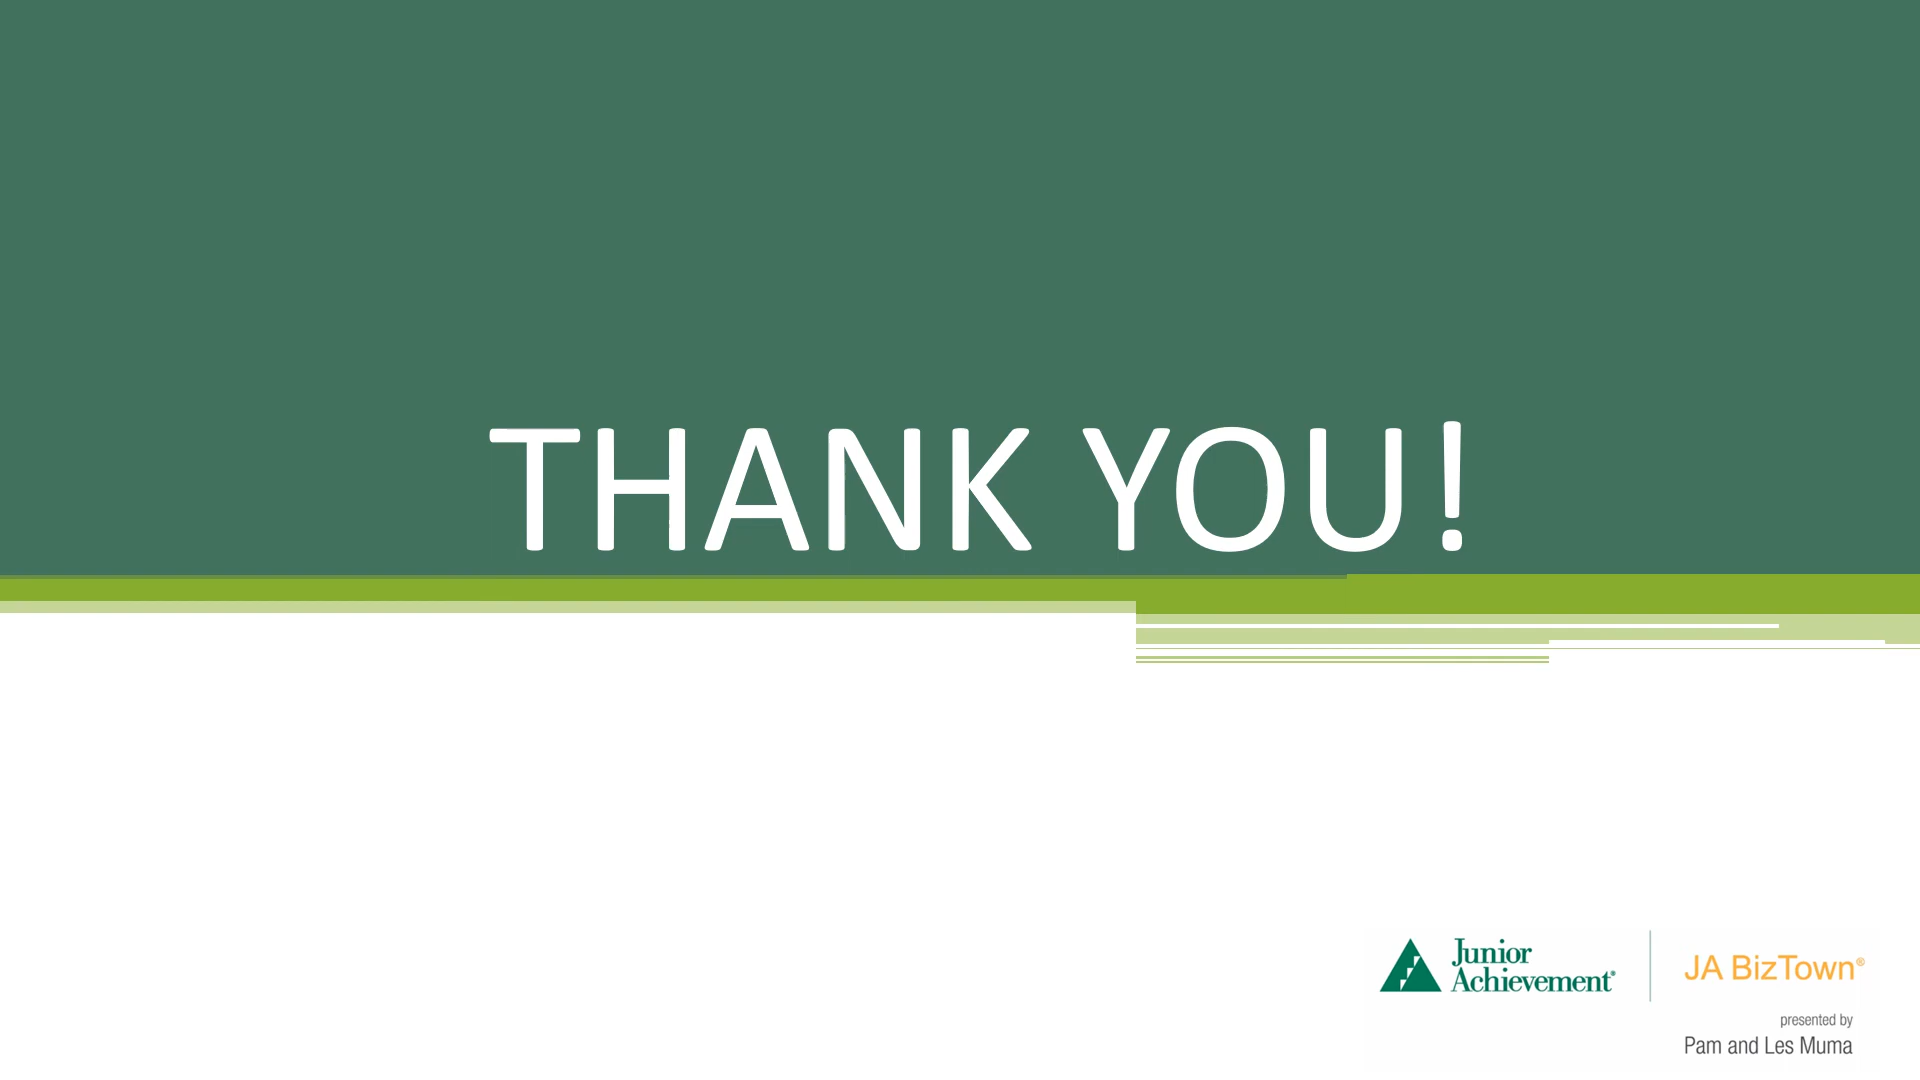 THANK YOU!
Junior
Achievement®
JA BizTown®
presented by
Pam and Les Muma